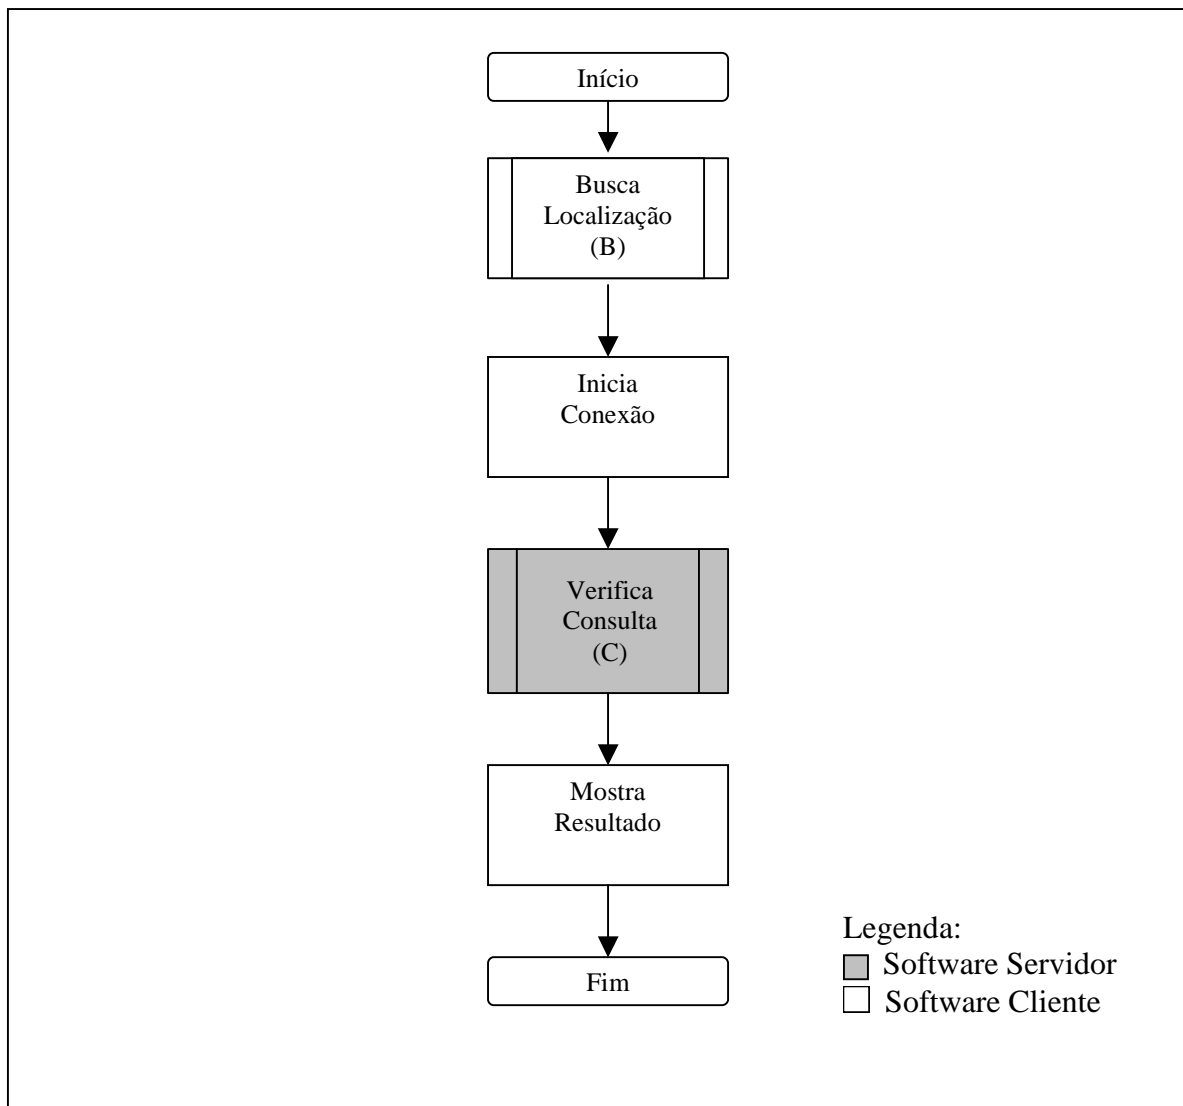 Início
Busca
Localização
(B)
Inicia
Conexão
Verifica
Consulta
(C)
Mostra
Resultado
Fim
Legenda:
Software Servidor
Software Cliente